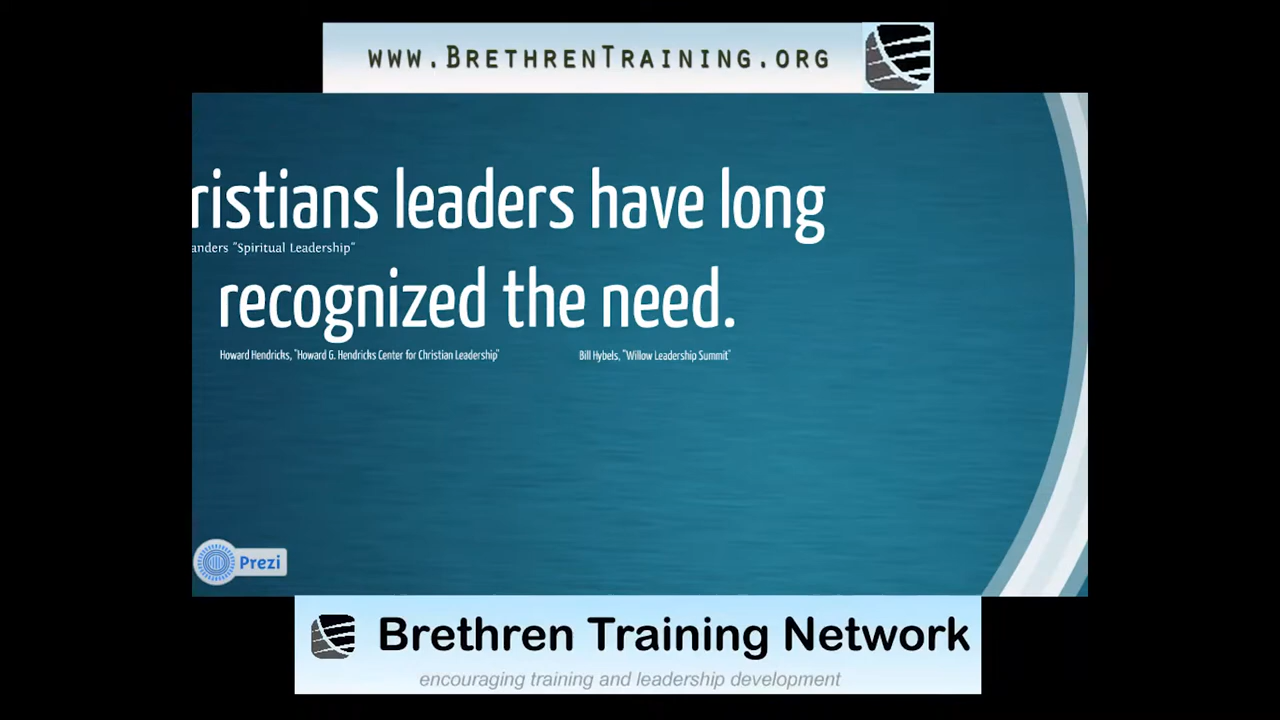 www.BrethrenTraining.org
ristians leaders have long
anders "Spiritual Leadership"
recognized the need.
Howard Hendricks, "Howard G. Hendricks Center for Christian Leadership"
Bill Hybels, "Willow Leadership Summit"
Prezi
Brethren Training Network
encouraging training and leadership development